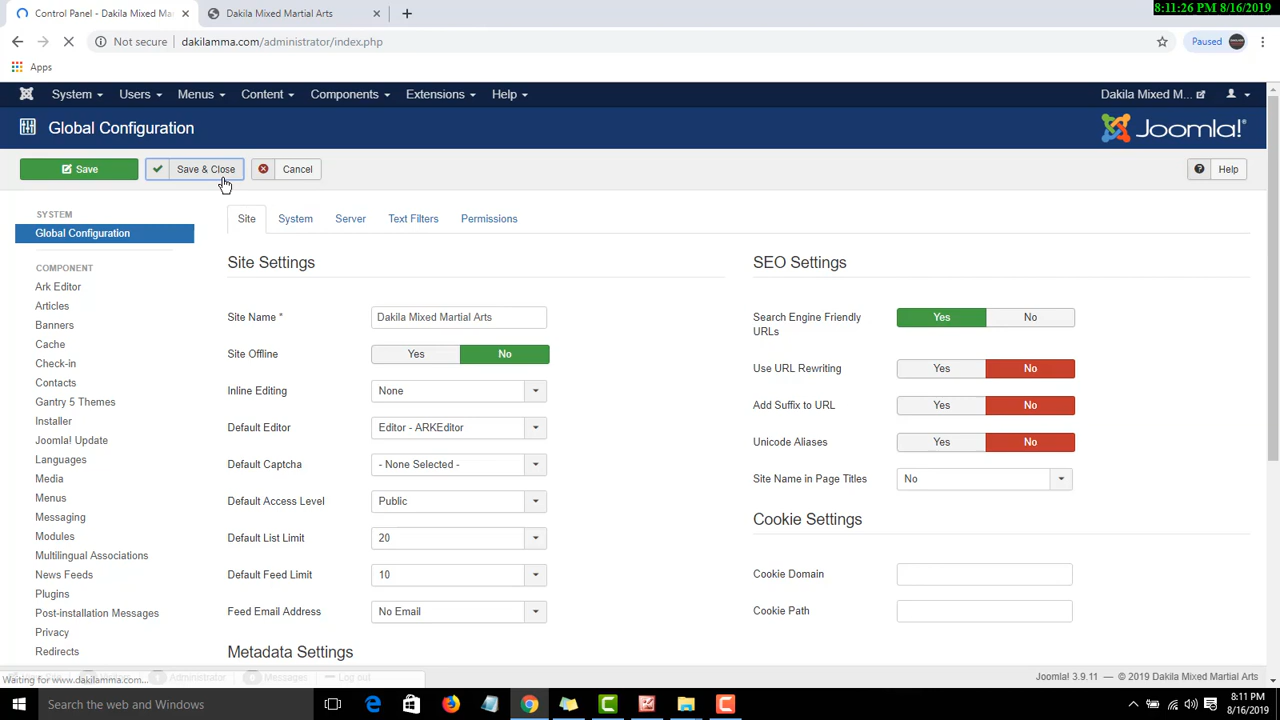 Control Panel - Dakila Mixed Mar
Dakila Mixed Martial Arts
8:11:26 PM 8/16/2019
Not secure
dakilamma.com/administrator/index.php
Paused
Apps
System
Users
Menus
Content
Components
Extensions
Help
Dakila Mixed M...
Global Configuration
Joomla!®
Save
Save & Close
Cancel
Help
SYSTEM
Global Configuration
COMPONENT
Ark Editor
Articles
Banners
Cache
Check-in
Contacts
Gantry 5 Themes
Installer
Joomla! Update
Languages
Media
Menus
Messaging
Modules
Multilingual Associations
News Feeds
Plugins
Post-installation Messages
Privacy
Redirects
Site
System
Server
Text Filters
Permissions
Site Settings
Site Name *
Dakila Mixed Martial Arts
Site Offline
Yes
No
Inline Editing
None
Default Editor
Editor - ARKEditor
Default Captcha
- None Selected -
Default Access Level
Public
Default List Limit
20
Default Feed Limit
10
Feed Email Address
No Email
Metadata Settings
SEO Settings
Search Engine Friendly
URLs
Yes
No
Use URL Rewriting
Yes
No
Add Suffix to URL
Yes
No
Unicode Aliases
Yes
No
Site Name in Page Titles
No
Cookie Settings
Cookie Domain
Cookie Path
Waiting for www.dakilamma.com...
Administrator
Messages
Log out
Joomla! 3.9.11 — © 2019 Dakila Mixed Martial Arts
Search the web and Windows
8:11 PM
8/16/2019